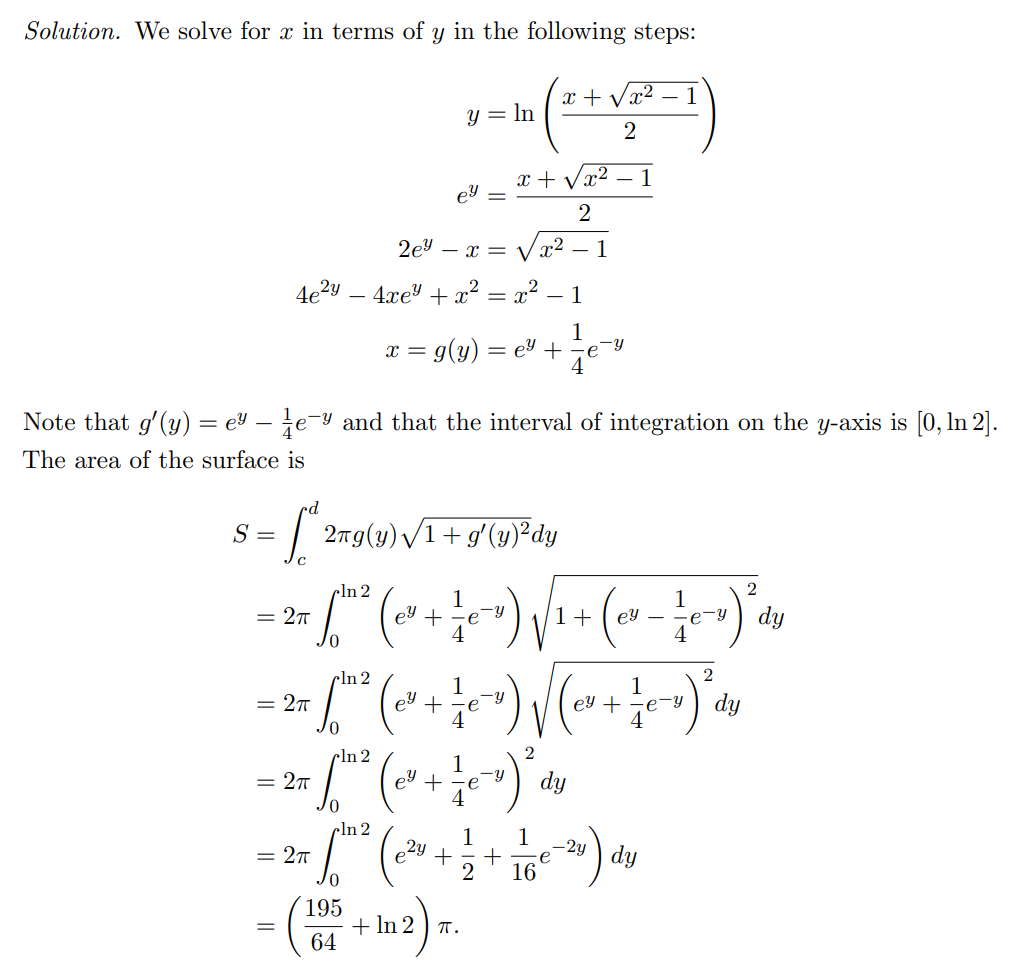 Solution. We solve for x in terms of y in the following steps:
y = ln( (x + √(x² − 1)) / 2 )
e^y = (x + √(x² − 1)) / 2
2e^y − x = √(x² − 1)
4e^{2y} − 4xe^y + x² = x² − 1
x = g(y) = e^y + 1/4 e^{−y}
Note that g′(y) = e^y − 1/4 e^{−y} and that the interval of integration on the y-axis is [0, ln 2].
The area of the surface is
S = ∫_c^d 2πg(y)√(1 + g′(y)²)dy
= 2π ∫_0^{ln 2} (e^y + 1/4 e^{−y}) √(1 + (e^y − 1/4 e^{−y})²) dy
= 2π ∫_0^{ln 2} (e^y + 1/4 e^{−y}) √((e^y + 1/4 e^{−y})²) dy
= 2π ∫_0^{ln 2} (e^y + 1/4 e^{−y})² dy
= 2π ∫_0^{ln 2} (e^{2y} + 1/2 + 1/16 e^{−2y}) dy
= (195/64 + ln 2) π.